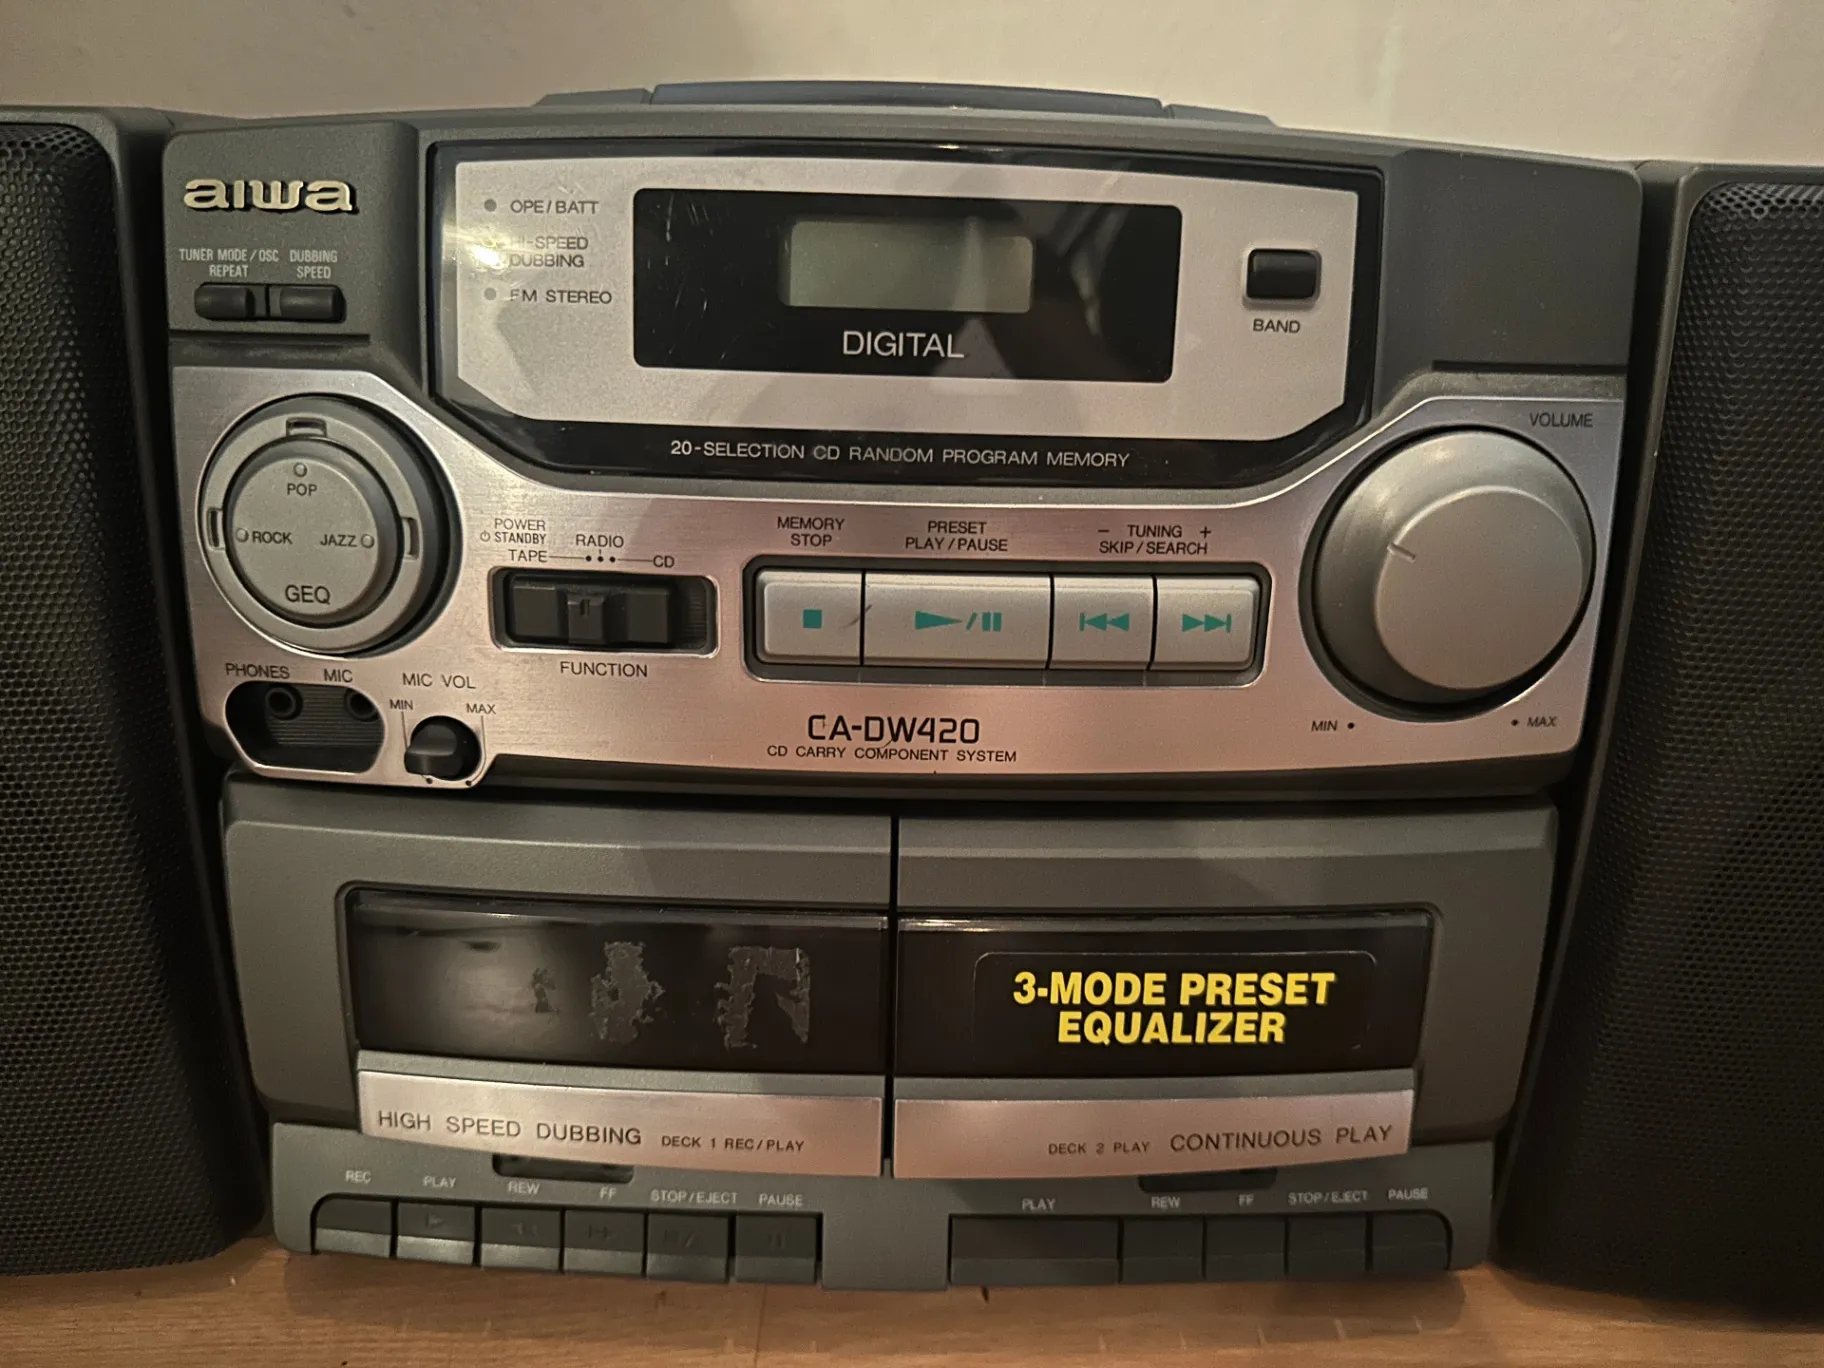 aiwa
TUNER MODE/OSC
REPEAT
DUBBING
SPEED
OPE/BATT
HI-SPEED
DUBBING
FM STEREO
DIGITAL
BAND
20-SELECTION CD RANDOM PROGRAM MEMORY
VOLUME
POP
ROCK
JAZZ
GEQ
POWER
STANDBY
TAPE
RADIO
CD
FUNCTION
MEMORY
STOP
PRESET
PLAY/PAUSE
– TUNING +
SKIP/SEARCH
MIN
MAX
PHONES
MIC
MIC VOL
MIN
MAX
CA-DW420
CD CARRY COMPONENT SYSTEM
3-MODE PRESET
EQUALIZER
HIGH SPEED DUBBING DECK 1 REC/PLAY
DECK 2 PLAY CONTINUOUS PLAY
REC PLAY REW FF STOP/EJECT PAUSE
PLAY REW FF STOP/EJECT PAUSE